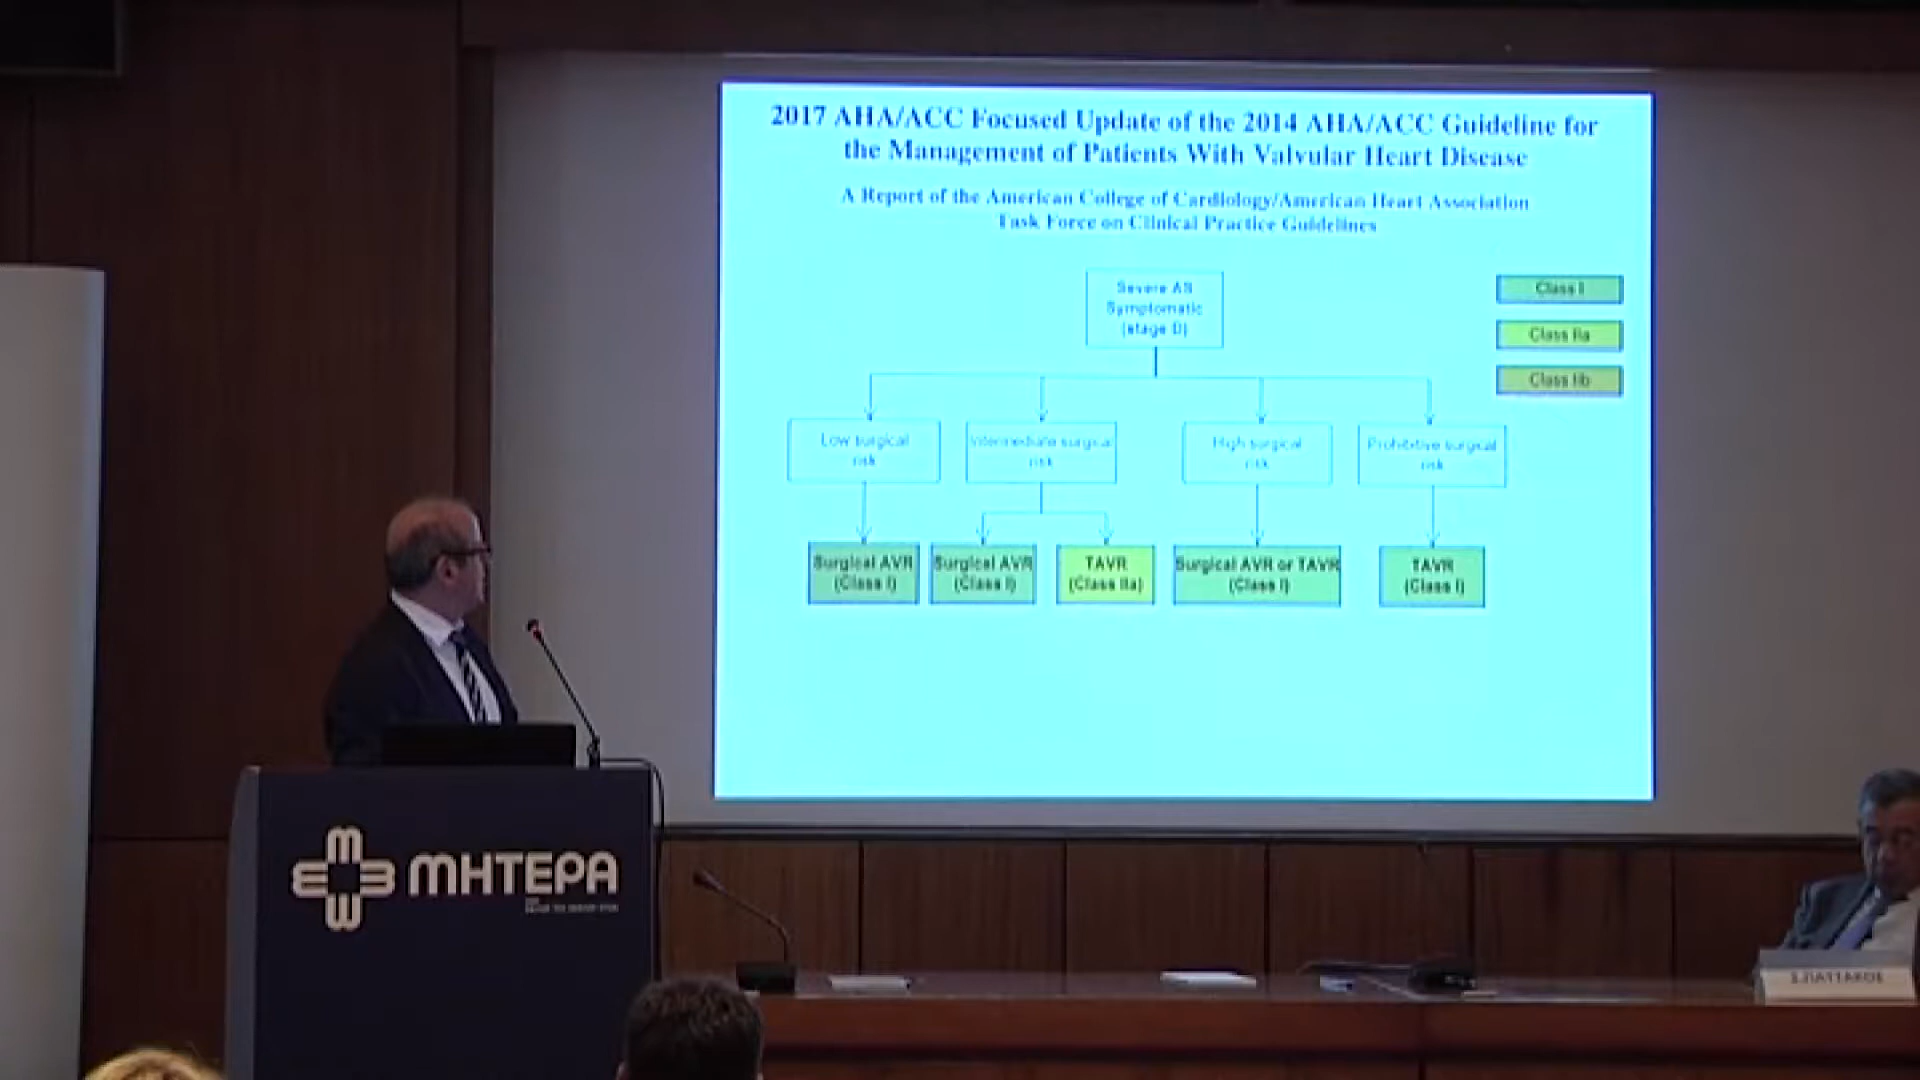 2017 AHA/ACC Focused Update of the 2014 AHA/ACC Guideline for
the Management of Patients With Valvular Heart Disease
A Report of the American College of Cardiology/American Heart Association
Task Force on Clinical Practice Guidelines
Severe AS
Symptomatic
(stage D)
Class I
Class IIa
Class IIb
Low surgical
risk
Intermediate surgical
risk
High surgical
risk
Prohibitive surgical
risk
Surgical AVR
(Class I)
Surgical AVR
(Class I)
TAVR
(Class IIa)
Surgical AVR or TAVR
(Class I)
TAVR
(Class I)
ΜΗΤΕΡΑ